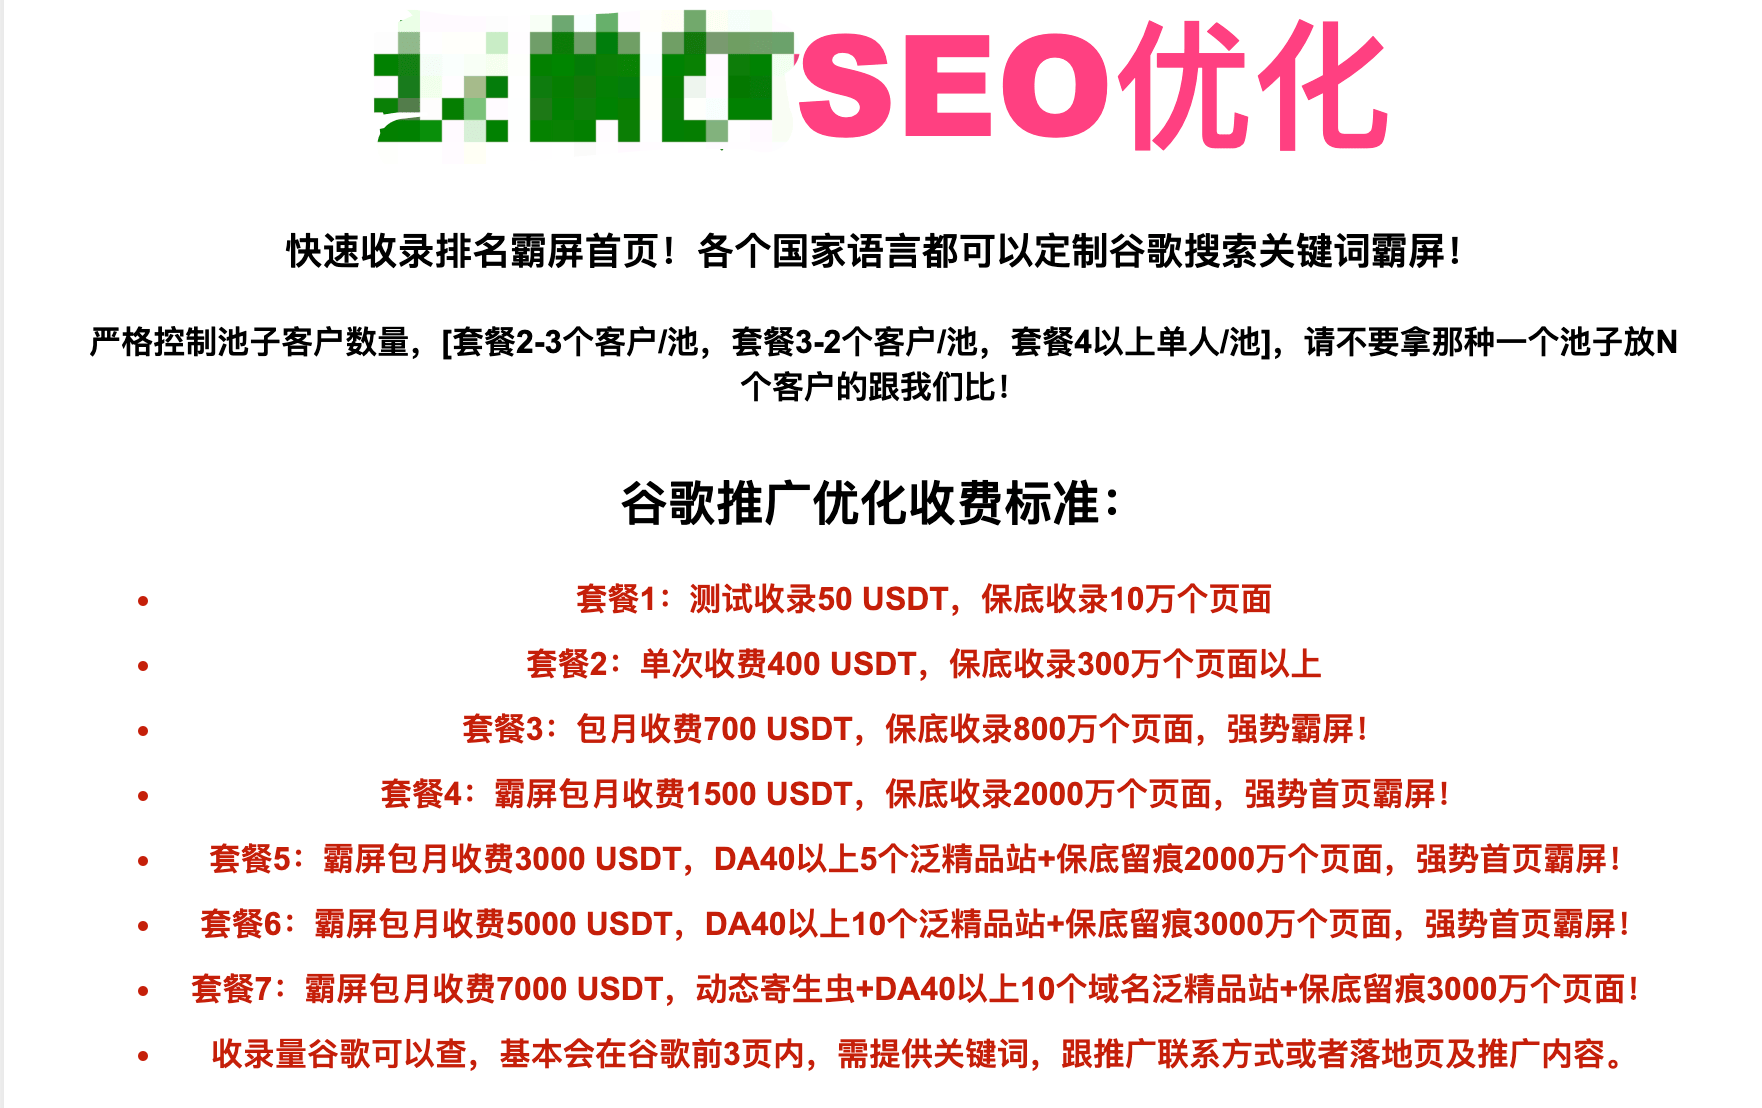 SEO优化
快速收录排名霸屏首页！各个国家语言都可以定制谷歌搜索关键词霸屏！
严格控制池子客户数量，[套餐2-3个客户/池，套餐3-2个客户/池，套餐4以上单人/池]，请不要拿那种一个池子放N
个客户的跟我们比！
谷歌推广优化收费标准：
套餐1：测试收录50 USDT，保底收录10万个页面
套餐2：单次收费400 USDT，保底收录300万个页面以上
套餐3：包月收费700 USDT，保底收录800万个页面，强势霸屏！
套餐4：霸屏包月收费1500 USDT，保底收录2000万个页面，强势首页霸屏！
套餐5：霸屏包月收费3000 USDT，DA40以上5个泛精品站+保底留痕2000万个页面，强势首页霸屏！
套餐6：霸屏包月收费5000 USDT，DA40以上10个泛精品站+保底留痕3000万个页面，强势首页霸屏！
套餐7：霸屏包月收费7000 USDT，动态寄生虫+DA40以上10个域名泛精品站+保底留痕3000万个页面！
收录量谷歌可以查，基本会在谷歌前3页内，需提供关键词，跟推广联系方式或者落地页及推广内容。